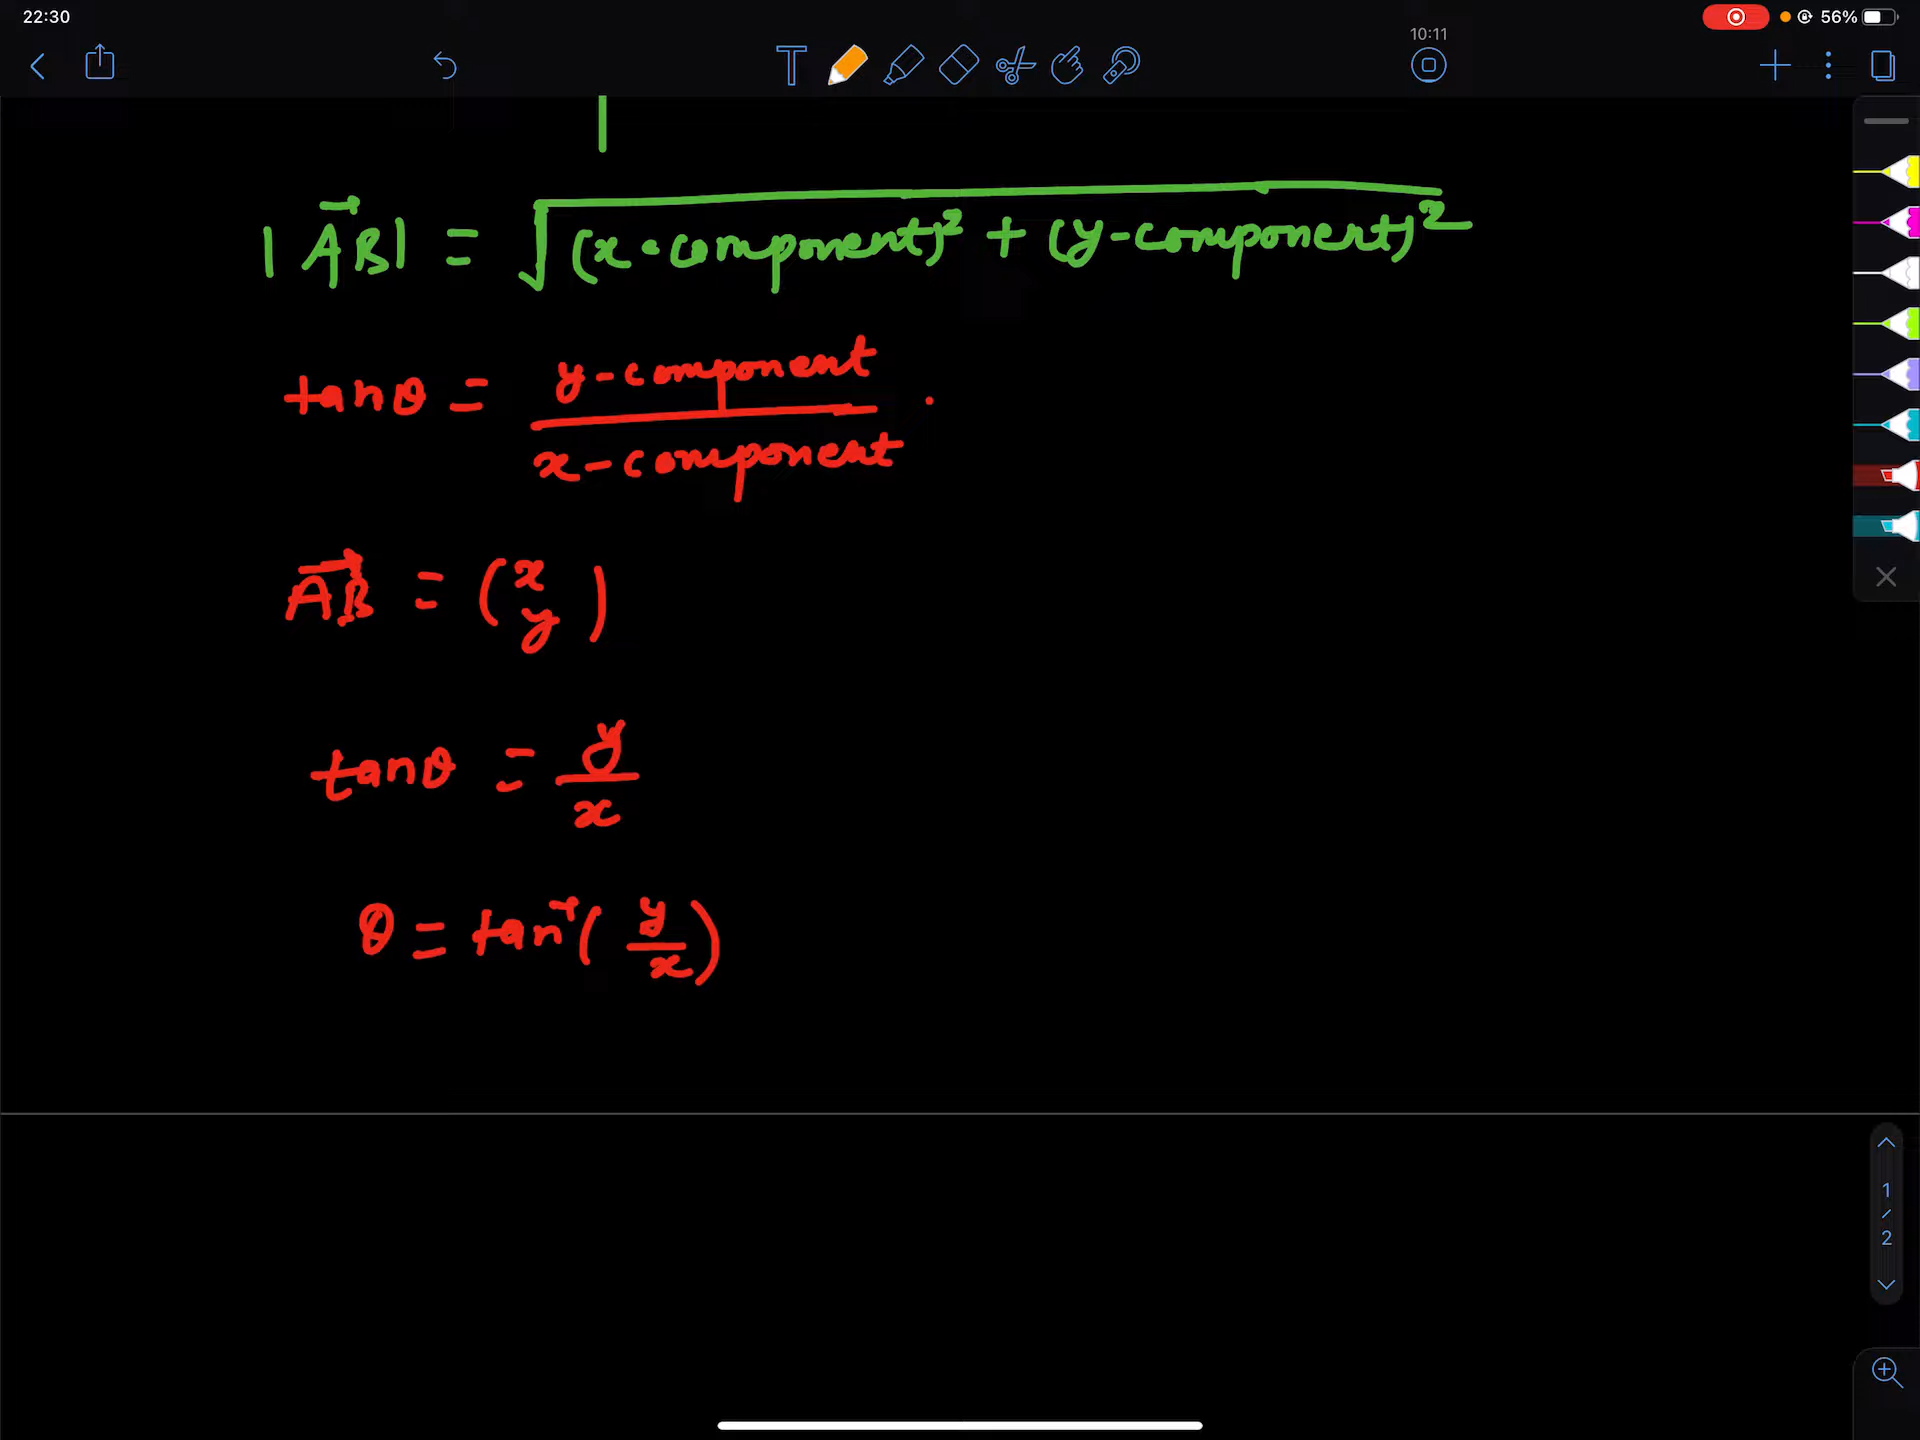 22:30
56%
10:11
|AB⃗| = √(x-component)² + (y-component)²
tanθ = y-component / x-component .
AB⃗ = (x y)
tanθ = y / x
θ = tan⁻¹(y / x)
1 / 2